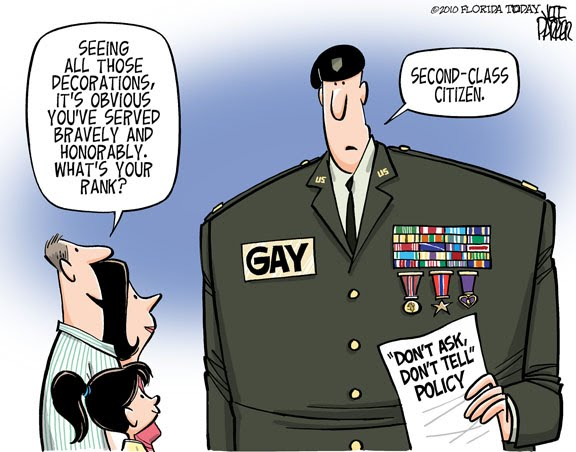 ©2010 FLORIDA TODAY
JEFF
PARKER
SEEING
ALL THOSE
DECORATIONS,
IT'S OBVIOUS
YOU'VE SERVED
BRAVELY AND
HONORABLY.
WHAT'S YOUR
RANK?
SECOND-CLASS
CITIZEN.
US
US
GAY
"DON'T ASK,
DON'T TELL"
POLICY